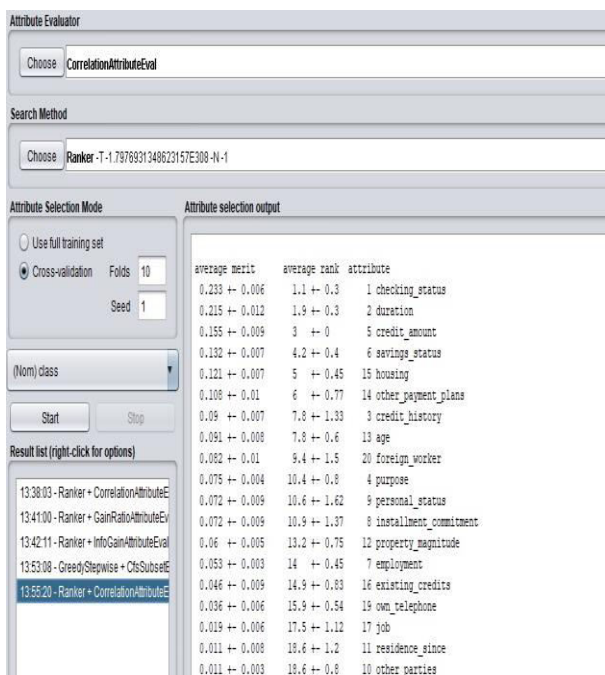 Attribute Evaluator
Choose CorrelationAttributeEval
Search Method
Choose Ranker -T -1.7976931348623157E308 -N -1
Attribute Selection Mode
Use full training set
Cross-validation Folds 10
Seed 1
(Nom) class
Start Stop
Result list (right-click for options)
13:38:03 - Ranker + CorrelationAttributeE
13:41:00 - Ranker + GainRatioAttributeEv
13:42:11 - Ranker + InfoGainAttributeEval
13:53:08 - GreedyStepwise + CfsSubsetE
13:55:20 - Ranker + CorrelationAttributeE
Attribute selection output
average merit average rank attribute
0.233 +- 0.006 1.1 +- 0.3 1 checking_status
0.215 +- 0.012 1.9 +- 0.3 2 duration
0.155 +- 0.009 3 +- 0 5 credit_amount
0.132 +- 0.007 4.2 +- 0.4 6 savings_status
0.121 +- 0.007 5 +- 0.45 15 housing
0.108 +- 0.01 6 +- 0.77 14 other_payment_plans
0.09 +- 0.007 7.8 +- 1.33 3 credit_history
0.091 +- 0.008 7.8 +- 0.6 13 age
0.082 +- 0.01 9.4 +- 1.5 20 foreign_worker
0.075 +- 0.004 10.4 +- 0.8 4 purpose
0.072 +- 0.009 10.6 +- 1.62 9 personal_status
0.072 +- 0.009 10.9 +- 1.37 8 installment_commitment
0.06 +- 0.005 13.2 +- 0.75 12 property_magnitude
0.053 +- 0.003 14 +- 0.45 7 employment
0.046 +- 0.009 14.9 +- 0.83 16 existing_credits
0.036 +- 0.006 15.9 +- 0.54 19 own_telephone
0.019 +- 0.006 17.5 +- 1.12 17 job
0.011 +- 0.008 18.6 +- 1.2 11 residence_since
0.011 +- 0.003 18.6 +- 0.8 10 other_parties